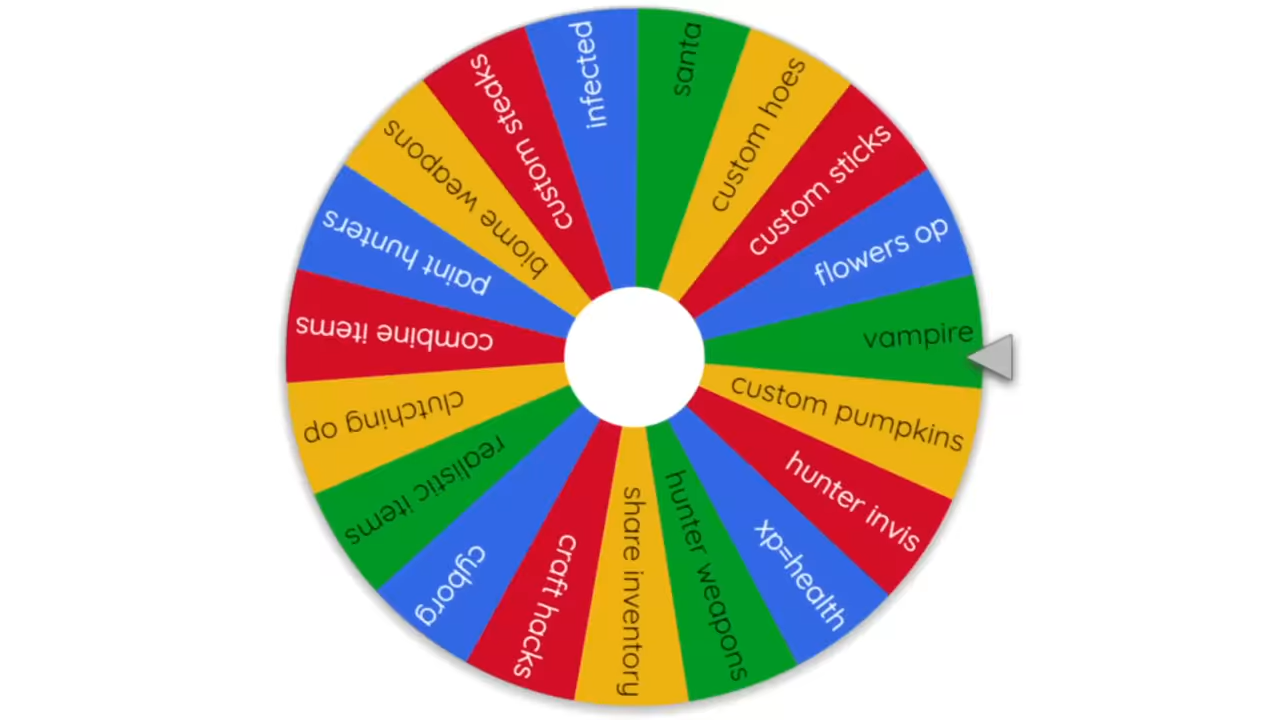 santa
custom hoes
custom sticks
flowers op
vampire
custom pumpkins
hunter invis
xp=health
hunter weapons
share inventory
craft hacks
cyborg
realistic items
clutching op
combine items
paint hunters
biome weapons
custom steaks
infected